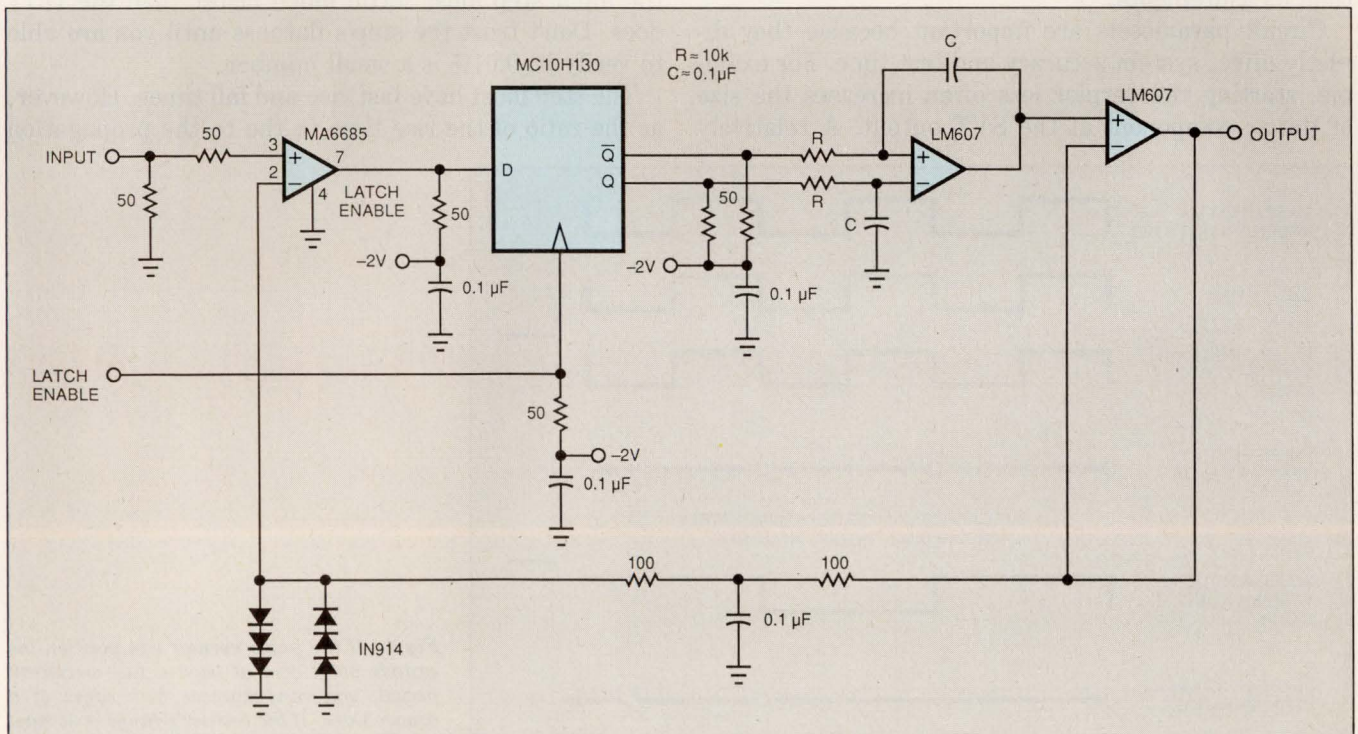 MC10H130
R≈10k
C≈0.1µF
C
LM607
LM607
50
INPUT
MA6685
3
+
7
2
−
4
50
LATCH
ENABLE
D
Q̅
Q
R
R
+
−
+
−
OUTPUT
50
50
C
−2V
0.1 µF
−2V
0.1 µF
LATCH
ENABLE
50
−2V
0.1 µF
100
100
0.1 µF
IN914